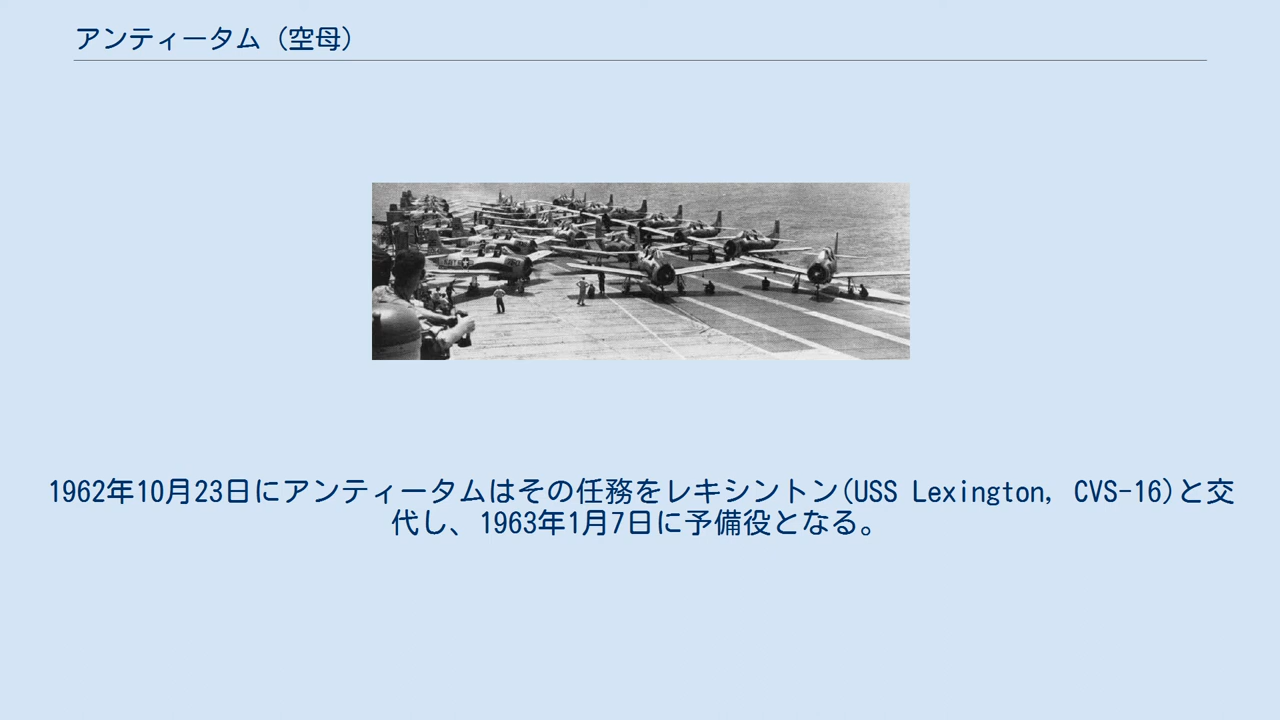 アンティータム（空母）
1962年10月23日にアンティータムはその任務をレキシントン(USS Lexington, CVS-16)と交
代し、1963年1月7日に予備役となる。